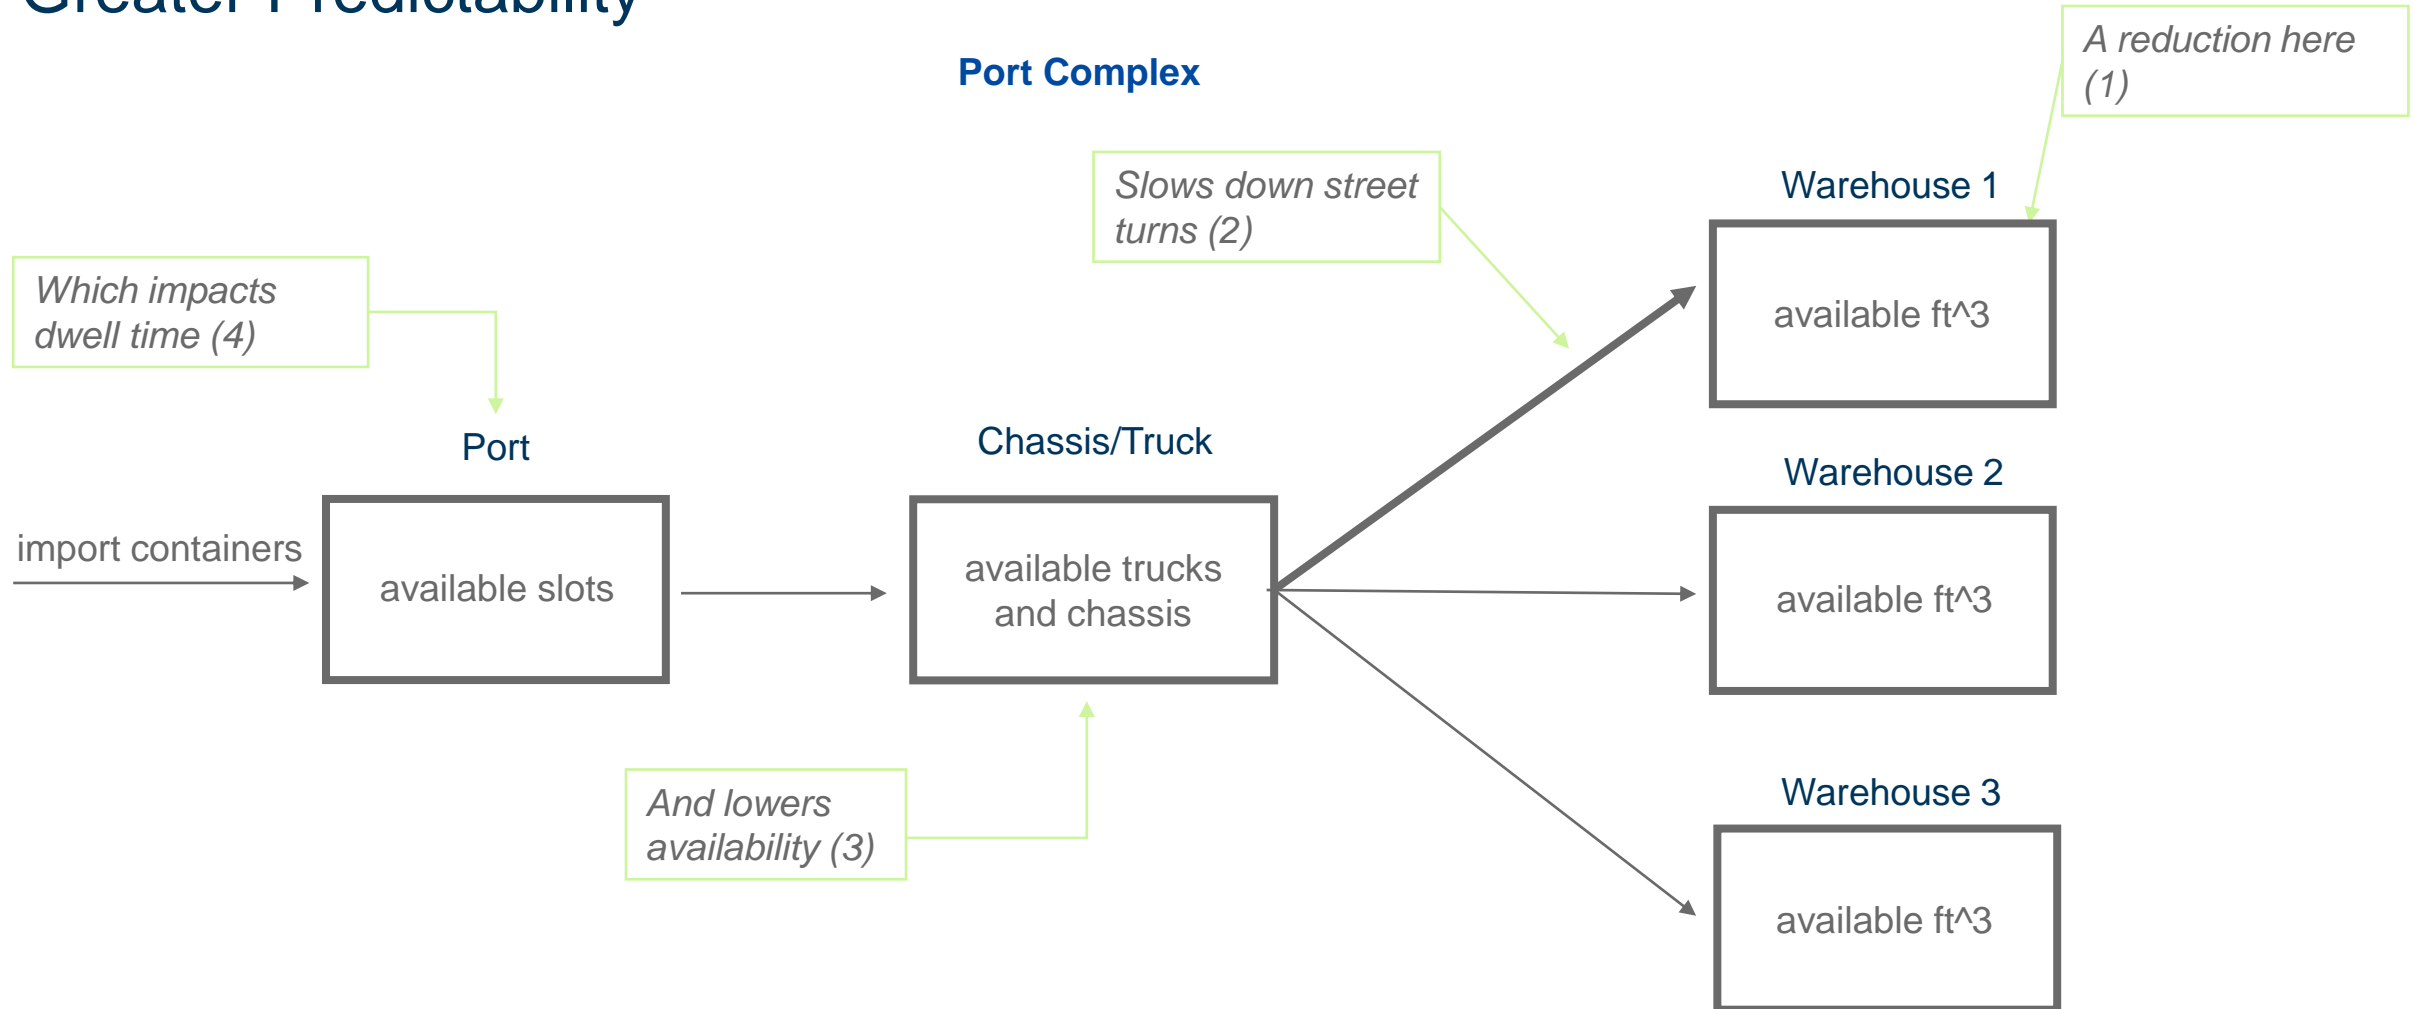 Greater Predictability
Port Complex
A reduction here
(1)
Slows down street
turns (2)
Warehouse 1
available ft^3
Which impacts
dwell time (4)
Port
Chassis/Truck
Warehouse 2
import containers
available slots
available trucks
and chassis
available ft^3
And lowers
availability (3)
Warehouse 3
available ft^3